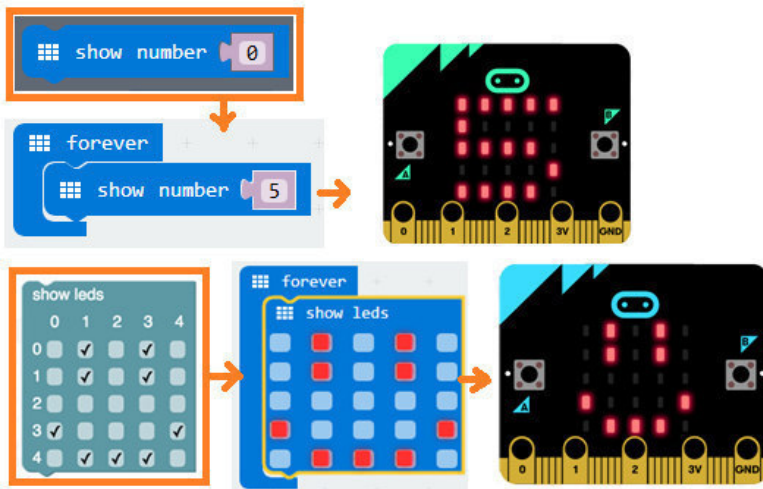 show number 0
forever
show number 5
B
A
0 1 2 3V GND
show leds
0 1 2 3 4
0
1
2
3
4
forever
show leds
B
A
0 1 2 3V GND